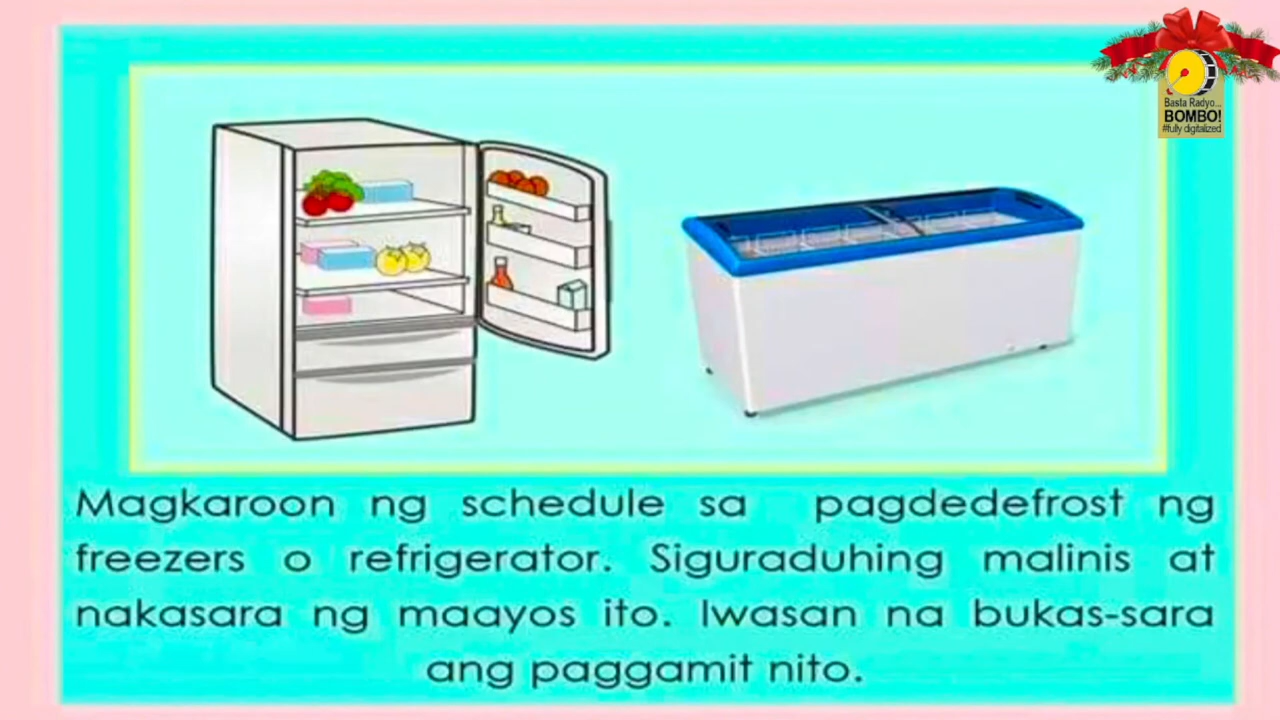 Basta Radyo...
BOMBO!
#fully digitalized
Magkaroon ng schedule sa pagdedefrost ng
freezers o refrigerator. Siguraduhing malinis at
nakasara ng maayos ito. Iwasan na bukas-sara
ang paggamit nito.